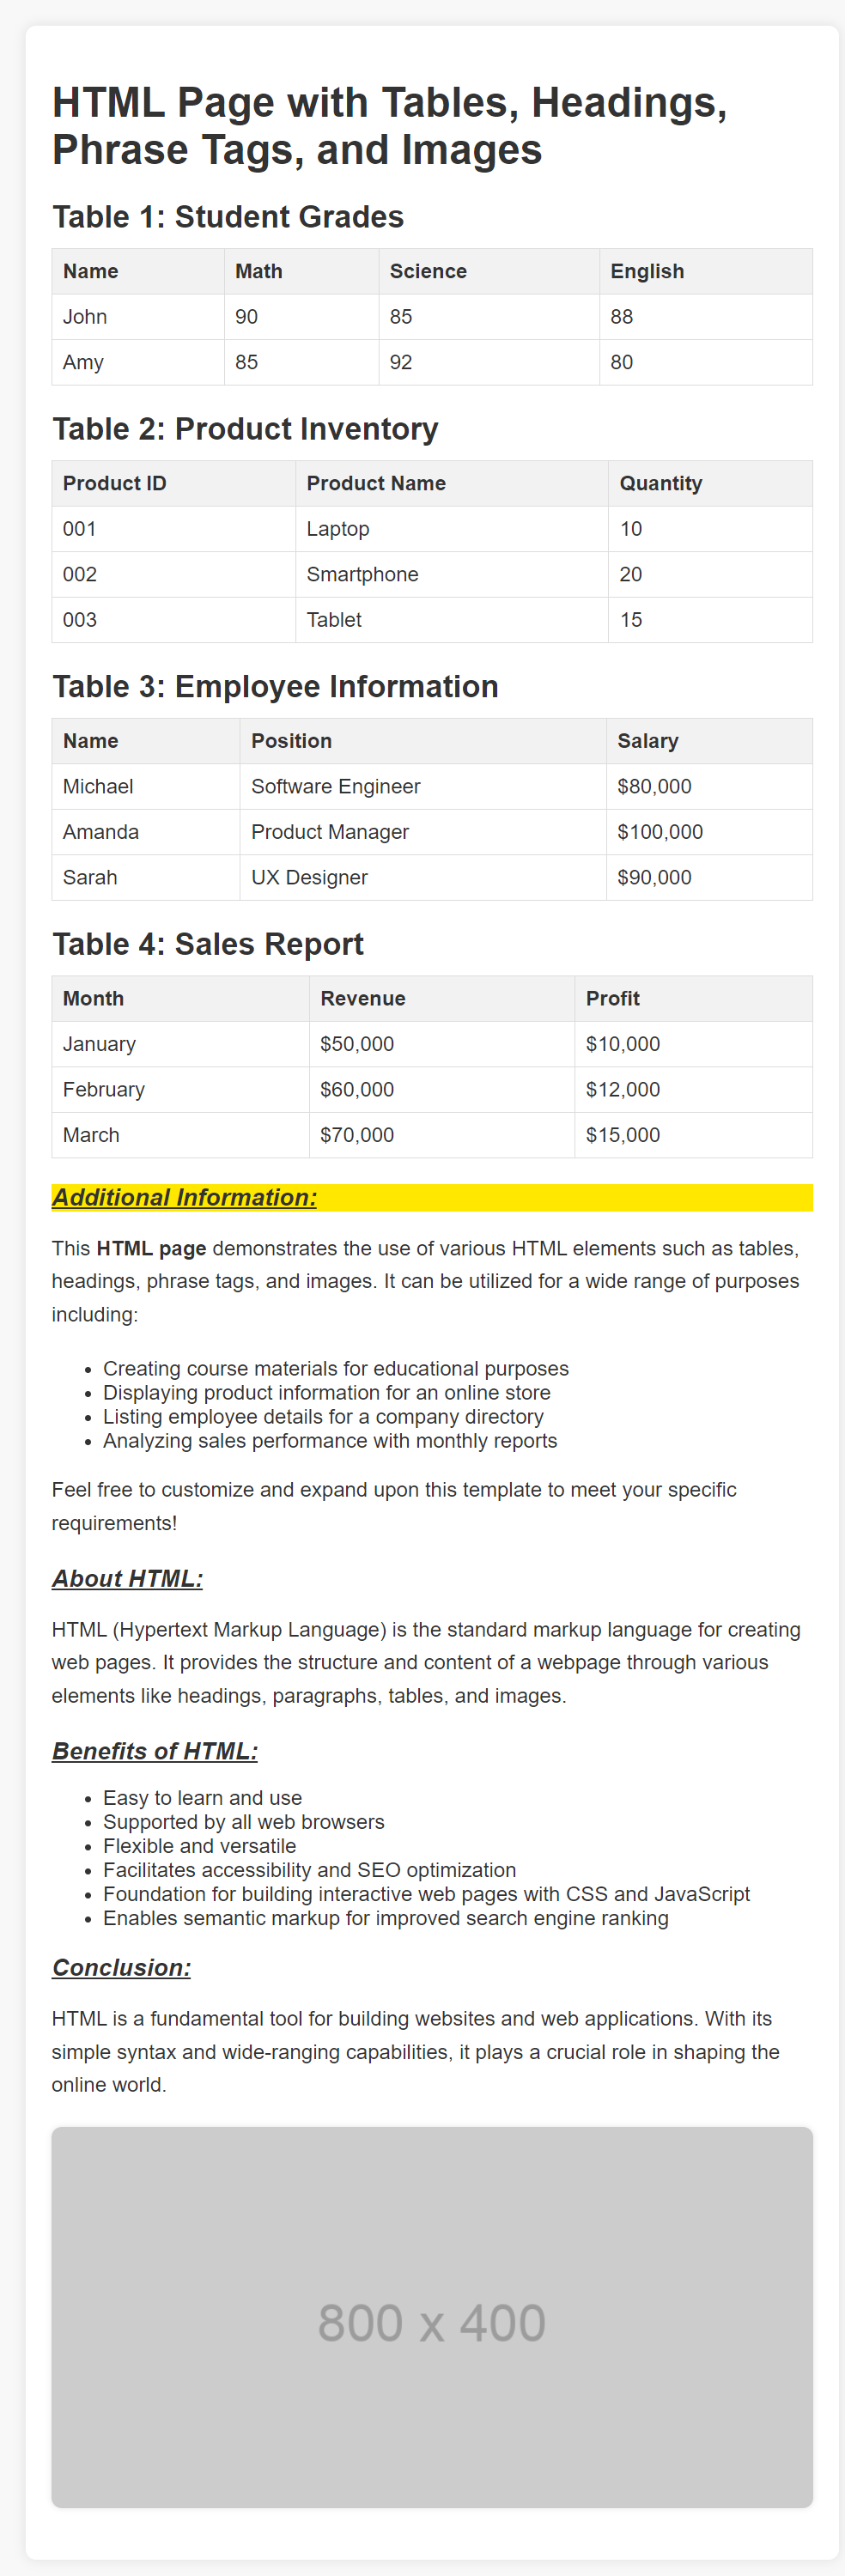 HTML Page with Tables, Headings,
Phrase Tags, and Images
Table 1: Student Grades
Name Math Science English
John 90 85 88
Amy 85 92 80
Table 2: Product Inventory
Product ID Product Name Quantity
001 Laptop 10
002 Smartphone 20
003 Tablet 15
Table 3: Employee Information
Name Position Salary
Michael Software Engineer $80,000
Amanda Product Manager $100,000
Sarah UX Designer $90,000
Table 4: Sales Report
Month Revenue Profit
January $50,000 $10,000
February $60,000 $12,000
March $70,000 $15,000
Additional Information:
This HTML page demonstrates the use of various HTML elements such as tables,
headings, phrase tags, and images. It can be utilized for a wide range of purposes
including:
• Creating course materials for educational purposes
• Displaying product information for an online store
• Listing employee details for a company directory
• Analyzing sales performance with monthly reports
Feel free to customize and expand upon this template to meet your specific
requirements!
About HTML:
HTML (Hypertext Markup Language) is the standard markup language for creating
web pages. It provides the structure and content of a webpage through various
elements like headings, paragraphs, tables, and images.
Benefits of HTML:
• Easy to learn and use
• Supported by all web browsers
• Flexible and versatile
• Facilitates accessibility and SEO optimization
• Foundation for building interactive web pages with CSS and JavaScript
• Enables semantic markup for improved search engine ranking
Conclusion:
HTML is a fundamental tool for building websites and web applications. With its
simple syntax and wide-ranging capabilities, it plays a crucial role in shaping the
online world.
800 x 400